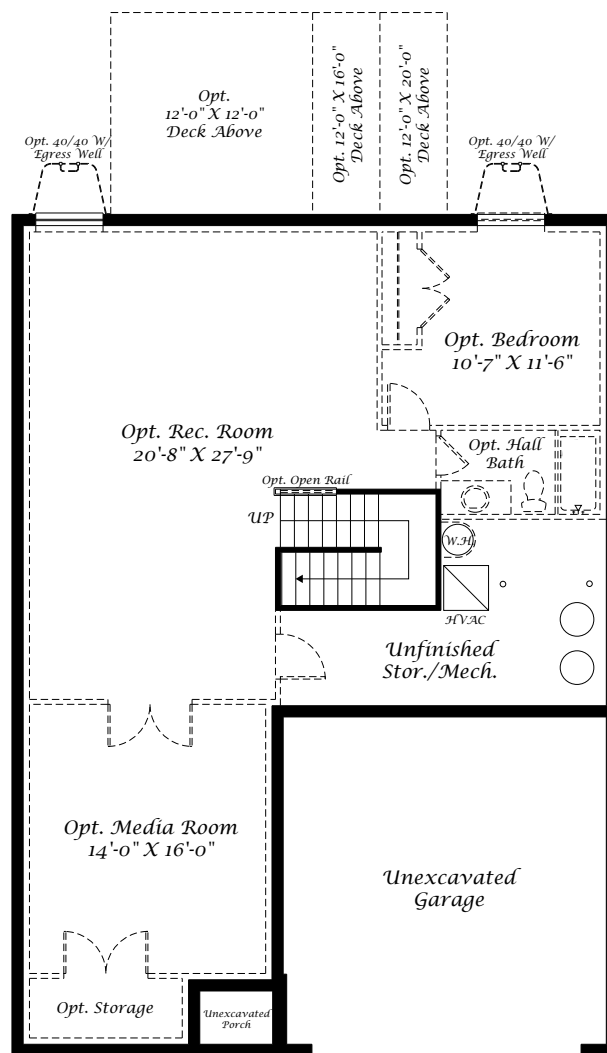 Opt.
12'-0" X 12'-0"
Deck Above
Opt. 12'-0" X 16'-0"
Deck Above
Opt. 12'-0" X 20'-0"
Deck Above
Opt. 40/40 W/
Egress Well
Opt. 40/40 W/
Egress Well
Opt. Bedroom
10'-7" X 11'-6"
Opt. Rec. Room
20'-8" X 27'-9"
Opt. Hall
Bath
Opt. Open Rail
UP
W.H
HVAC
Unfinished
Stor./Mech.
Opt. Media Room
14'-0" X 16'-0"
Unexcavated
Garage
Opt. Storage
Unexcavated
Porch